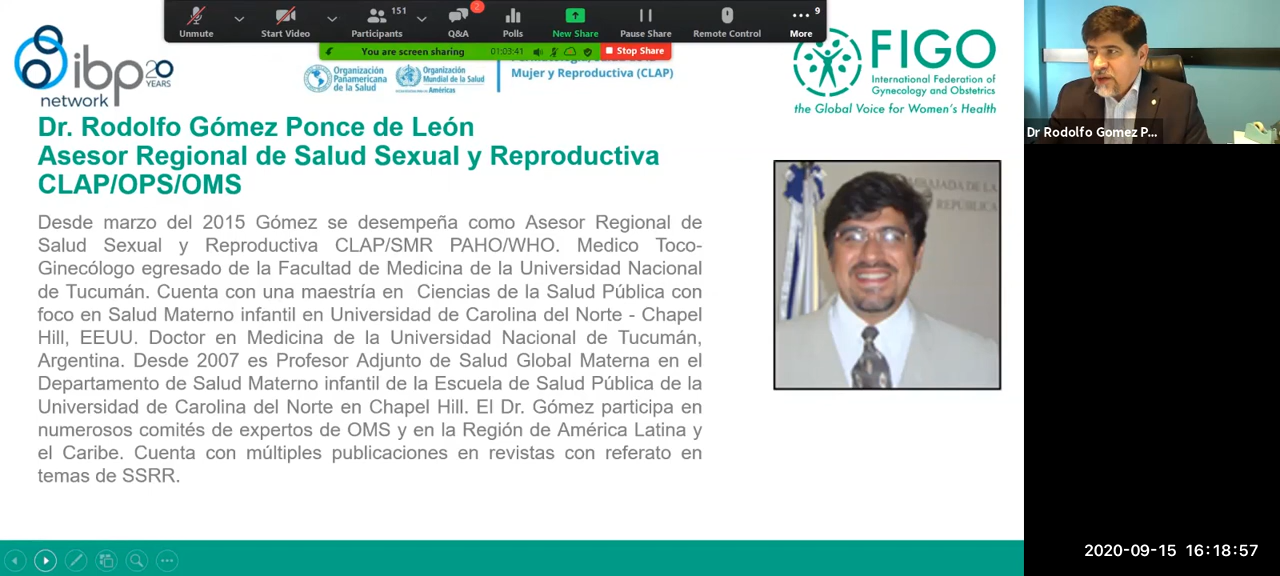 151
2
9
Unmute
Start Video
Participants
Q&A
Polls
New Share
Pause Share
Remote Control
More
You are screen sharing
01:03:41
Stop Share
ibp
20
YEARS
network
Organización
Panamericana
de la Salud
Organización
Mundial de la Salud
Américas
Mujer y Reproductiva (CLAP)
FIGO
International Federation of
Gynecology and Obstetrics
the Global Voice for Women's Health
Dr. Rodolfo Gómez Ponce de León
Asesor Regional de Salud Sexual y Reproductiva
CLAP/OPS/OMS
Desde marzo del 2015 Gómez se desempeña como Asesor Regional de
Salud Sexual y Reproductiva CLAP/SMR PAHO/WHO. Medico Toco-
Ginecólogo egresado de la Facultad de Medicina de la Universidad Nacional
de Tucumán. Cuenta con una maestría en Ciencias de la Salud Pública con
foco en Salud Materno infantil en Universidad de Carolina del Norte - Chapel
Hill, EEUU. Doctor en Medicina de la Universidad Nacional de Tucumán,
Argentina. Desde 2007 es Profesor Adjunto de Salud Global Materna en el
Departamento de Salud Materno infantil de la Escuela de Salud Pública de la
Universidad de Carolina del Norte en Chapel Hill. El Dr. Gómez participa en
numerosos comités de expertos de OMS y en la Región de América Latina y
el Caribe. Cuenta con múltiples publicaciones en revistas con referato en
temas de SSRR.
Dr Rodolfo Gomez P...
2020-09-15 16:18:57